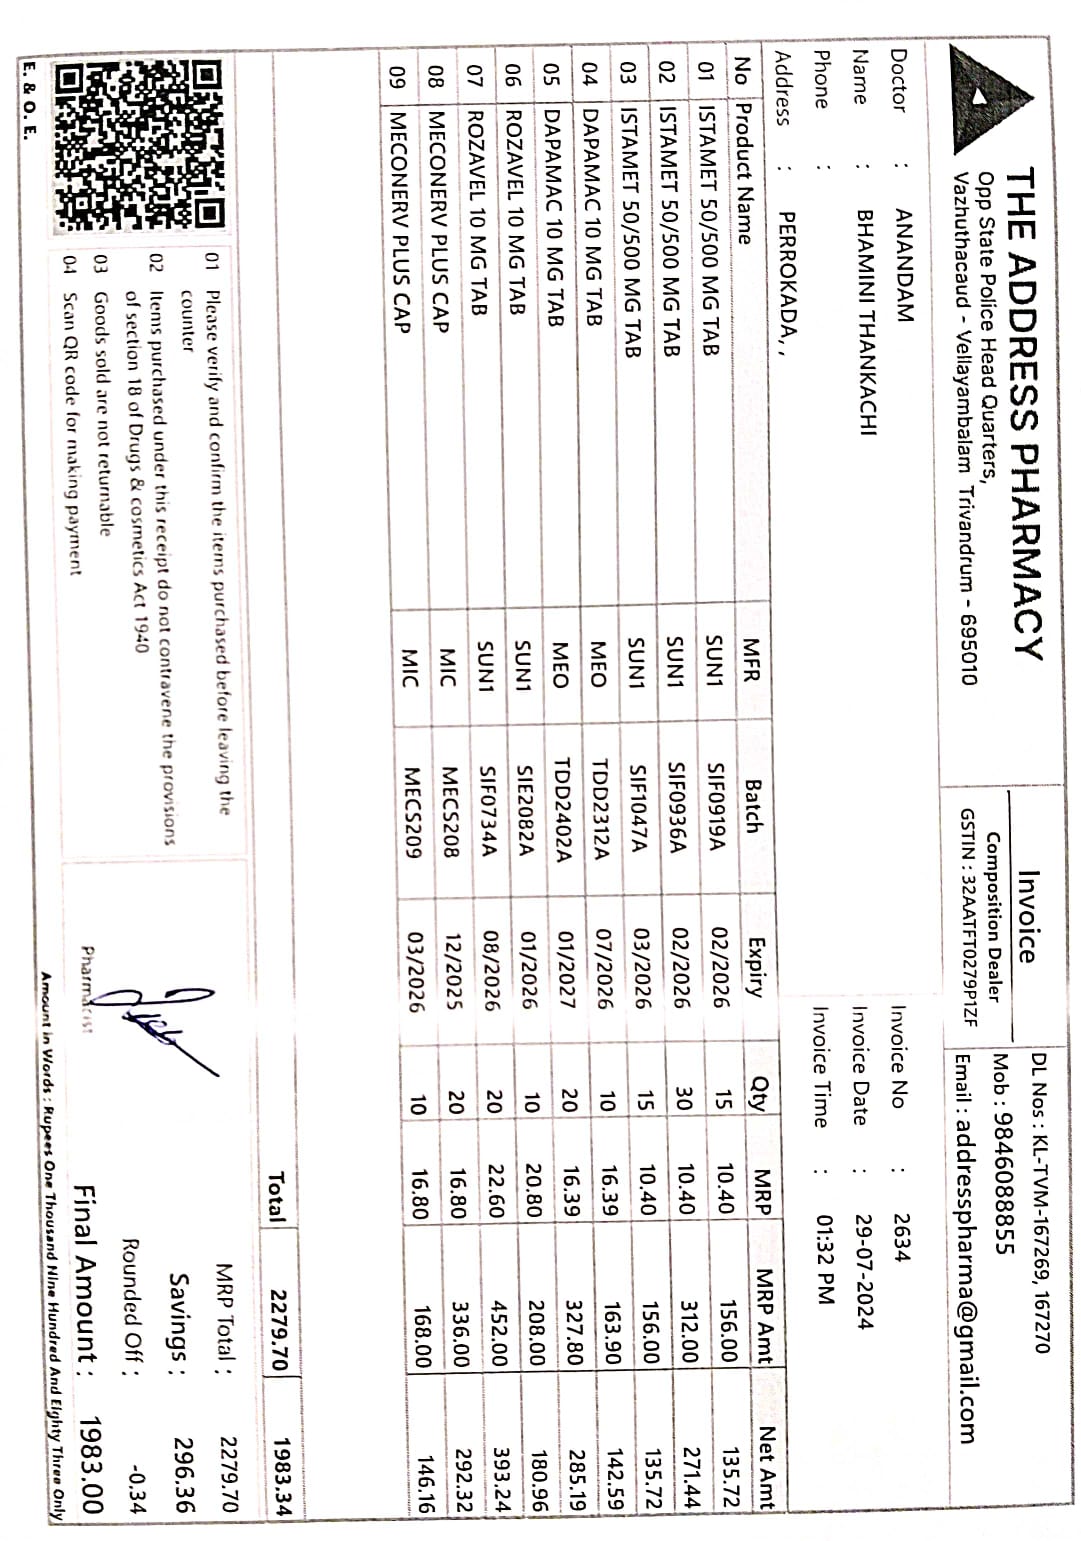 THE ADDRESS PHARMACY
Opp State Police Head Quarters,
Vazhuthacaud - Vellayambalam Trivandrum - 695010
Invoice
Composition Dealer
GSTIN : 32AATFT0279P1ZF
DL Nos : KL-TVM-167269, 167270
Mob : 9846088855
Email : addresspharma@gmail.com
Doctor : ANANDAM
Name : BHAMINI THANKACHI
Phone :
Address : PERROKADA, ,
Invoice No : 2634
Invoice Date : 29-07-2024
Invoice Time : 01:32 PM
No Product Name MFR Batch Expiry Qty MRP MRP Amt Net Amt
01 ISTAMET 50/500 MG TAB SUN1 SIF0919A 02/2026 15 10.40 156.00 135.72
02 ISTAMET 50/500 MG TAB SUN1 SIF0936A 02/2026 30 10.40 312.00 271.44
03 ISTAMET 50/500 MG TAB SUN1 SIF1047A 03/2026 15 10.40 156.00 135.72
04 DAPAMAC 10 MG TAB MEO TDD2312A 07/2026 10 16.39 163.90 142.59
05 DAPAMAC 10 MG TAB MEO TDD2402A 01/2027 20 16.39 327.80 285.19
06 ROZAVEL 10 MG TAB SUN1 SIE2082A 01/2026 10 20.80 208.00 180.96
07 ROZAVEL 10 MG TAB SUN1 SIF0734A 08/2026 20 22.60 452.00 393.24
08 MECONERV PLUS CAP MIC MECS208 12/2025 20 16.80 336.00 292.32
09 MECONERV PLUS CAP MIC MECS209 03/2026 10 16.80 168.00 146.16
Total 2279.70 1983.34
01 Please verify and confirm the items purchased before leaving the
counter
02 Items purchased under this receipt do not contravene the provisions
of section 18 of Drugs & cosmetics Act 1940
03 Goods sold are not returnable
04 Scan QR code for making payment
E. & O. E.
Pharmacist
MRP Total : 2279.70
Savings : 296.36
Rounded Off : -0.34
Final Amount : 1983.00
Amount in Words : Rupees One Thousand Nine Hundred And Eighty Three Only